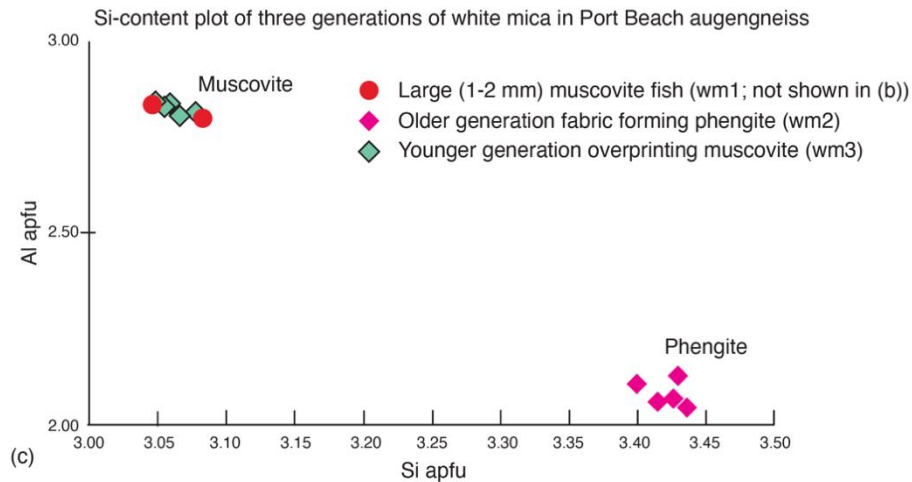 Si-content plot of three generations of white mica in Port Beach augengneiss
3.00
Muscovite
Large (1-2 mm) muscovite fish (wm1; not shown in (b))
Older generation fabric forming phengite (wm2)
Younger generation overprinting muscovite (wm3)
Al apfu
2.50
Phengite
2.00
3.00 3.05 3.10 3.15 3.20 3.25 3.30 3.35 3.40 3.45 3.50
(c)
Si apfu